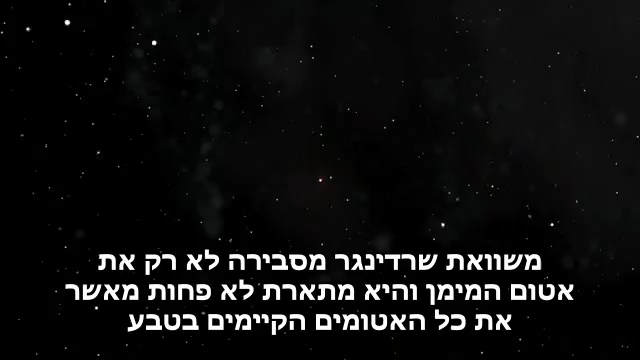 משוואת שרדינגר מסבירה לא רק את
אטום המימן והיא מתארת לא פחות מאשר
את כל האטומים הקיימים בטבע